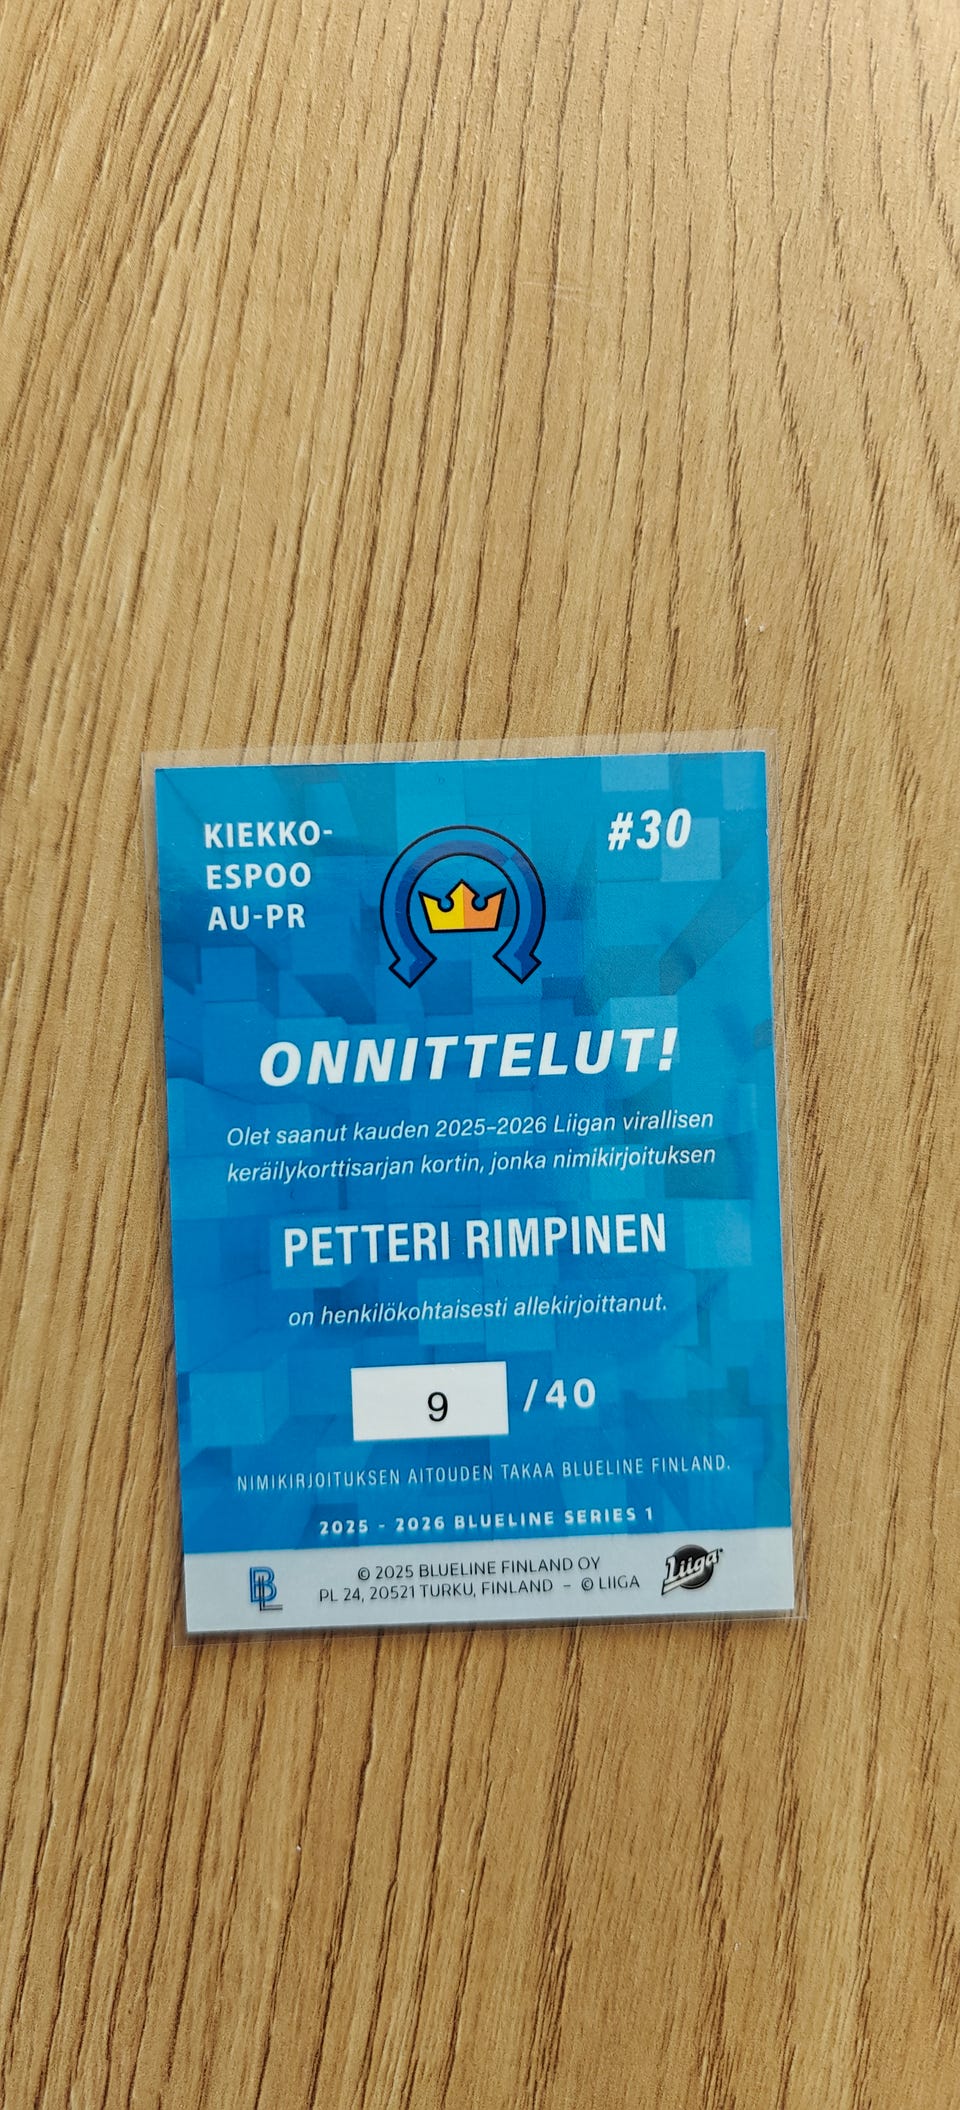 KIEKKO-
ESPOO
AU-PR
#30
ONNITTELUT!
Olet saanut kauden 2025–2026 Liigan virallisen
keräilykorttisarjan kortin, jonka nimikirjoituksen
PETTERI RIMPINEN
on henkilökohtaisesti allekirjoittanut.
9 /40
NIMIKIRJOITUKSEN AITOUDEN TAKAA BLUELINE FINLAND.
2025 - 2026 BLUELINE SERIES 1
BL
© 2025 BLUELINE FINLAND OY
PL 24, 20521 TURKU, FINLAND – © LIIGA
Liiga